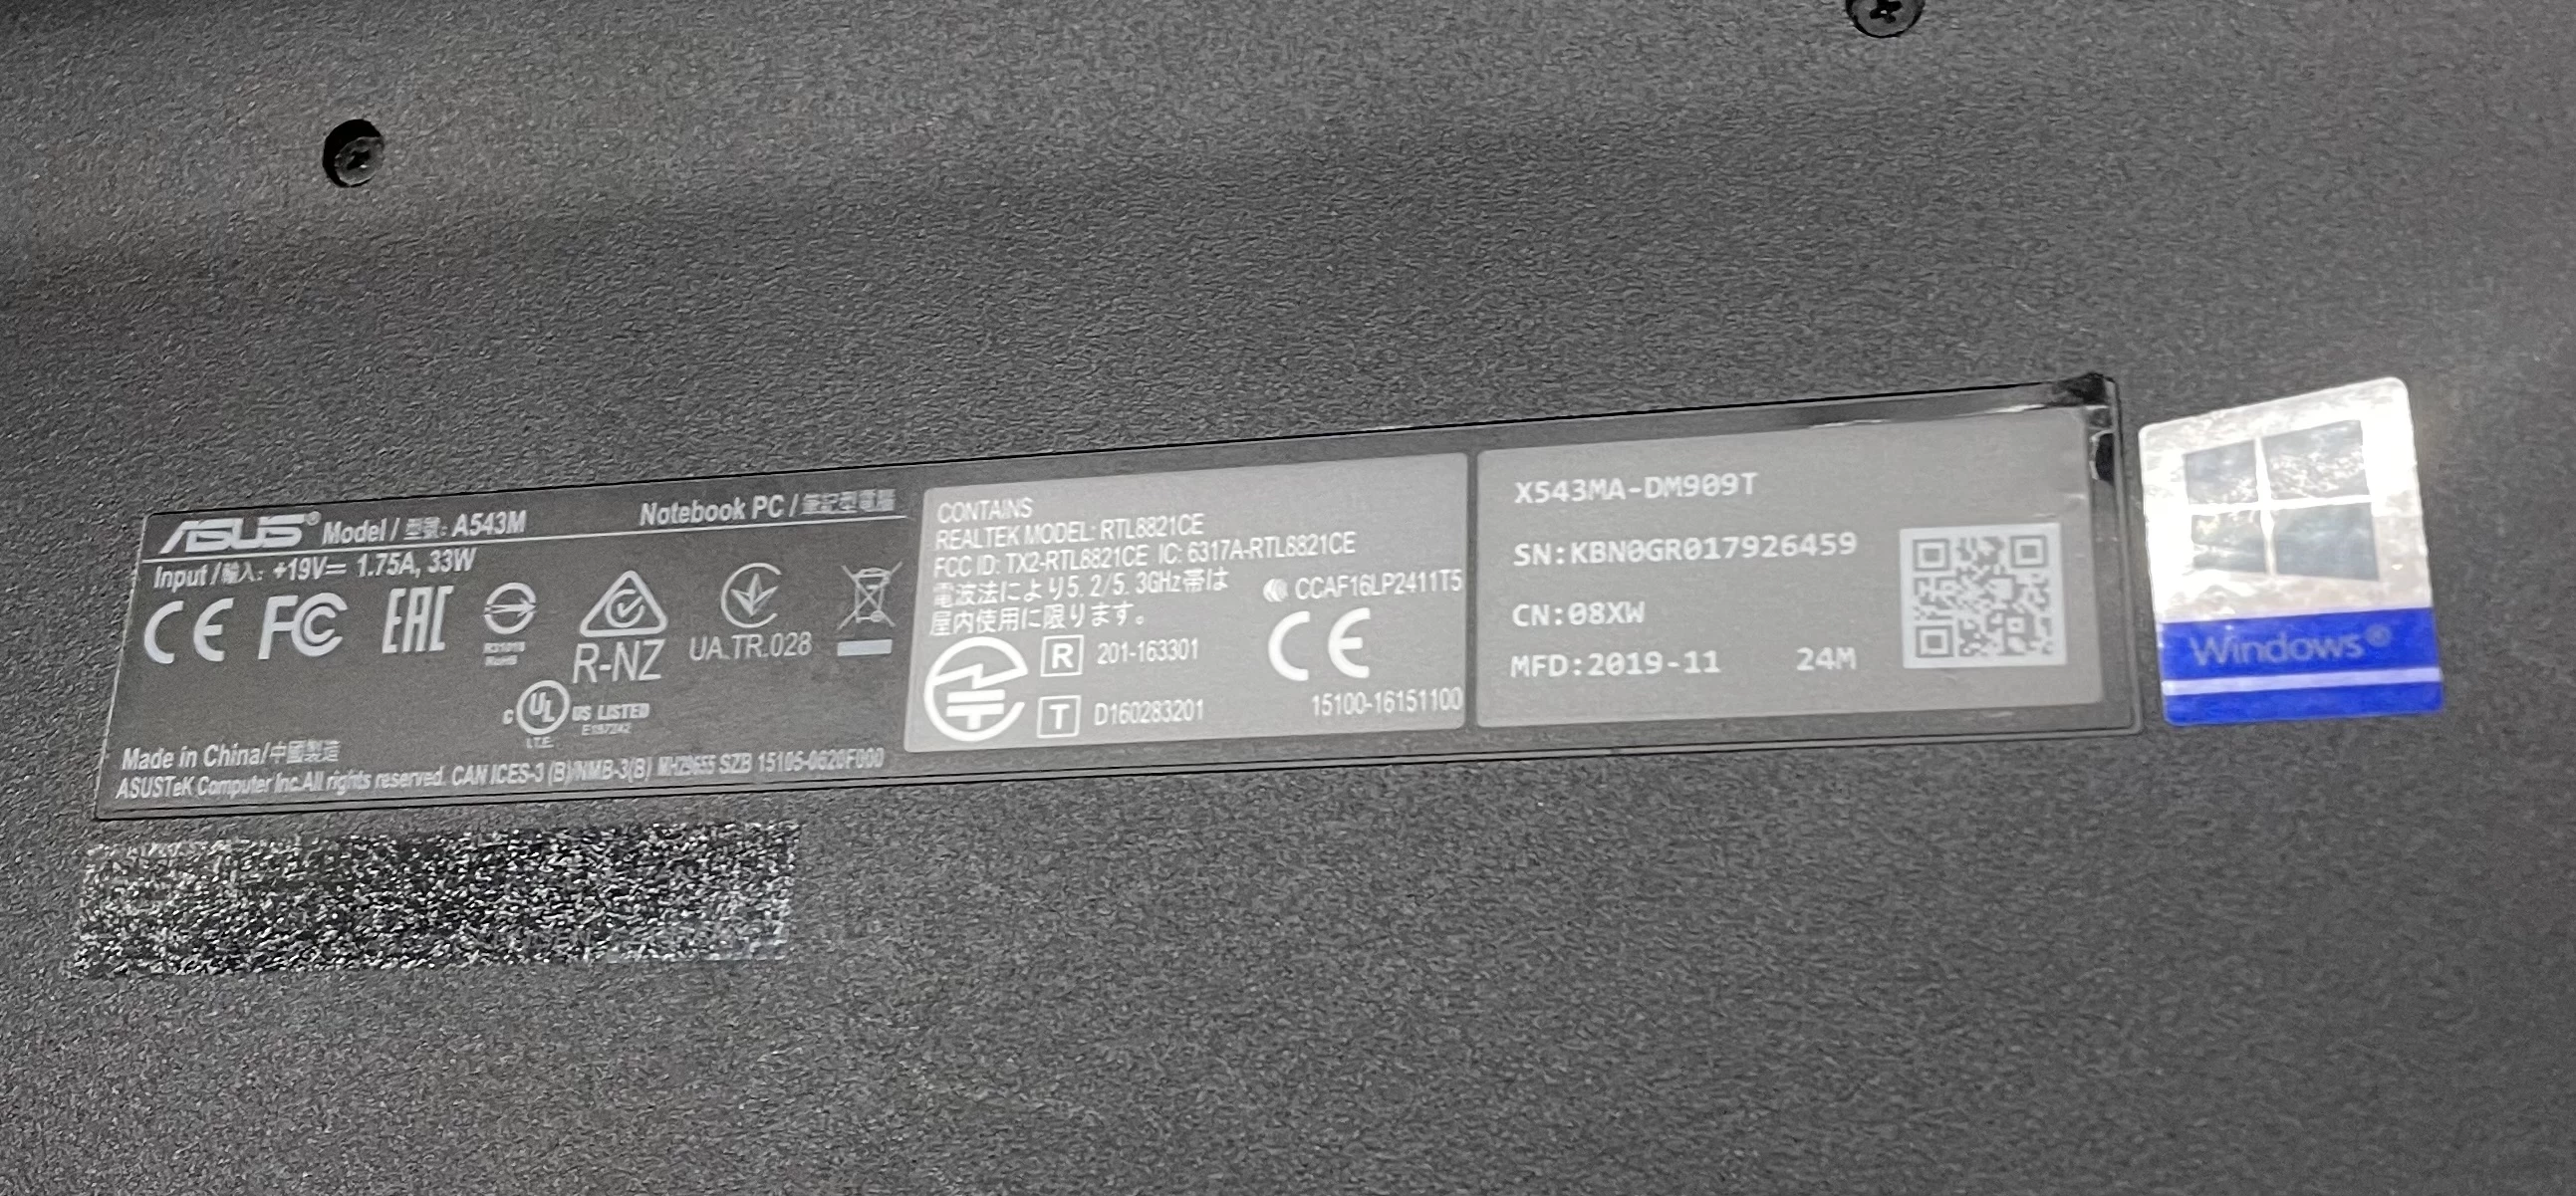 ASUS® Model / 型號: A543M
Notebook PC / 筆記型電腦
Input / 輸入: +19V⎓ 1.75A, 33W
CE FC EAC
R-NZ
UA.TR.028
C UL US LISTED
I.T.E.
E197242
Made in China/中國製造
ASUSTeK Computer Inc.All rights reserved. CAN ICES-3 (B)/NMB-3(B) SZB 15105-0620F000
CONTAINS
REALTEK MODEL: RTL8821CE
FCC ID: TX2-RTL8821CE IC: 6317A-RTL8821CE
電波法により5.2/5.3GHz帯は
屋内使用に限ります。
CCAF16LP2411T5
R 201-163301
CE
T D160283201
15100-16151100
X543MA-DM909T
SN:KBN0GR017926459
CN:08XW
MFD:2019-11 24M
Windows®